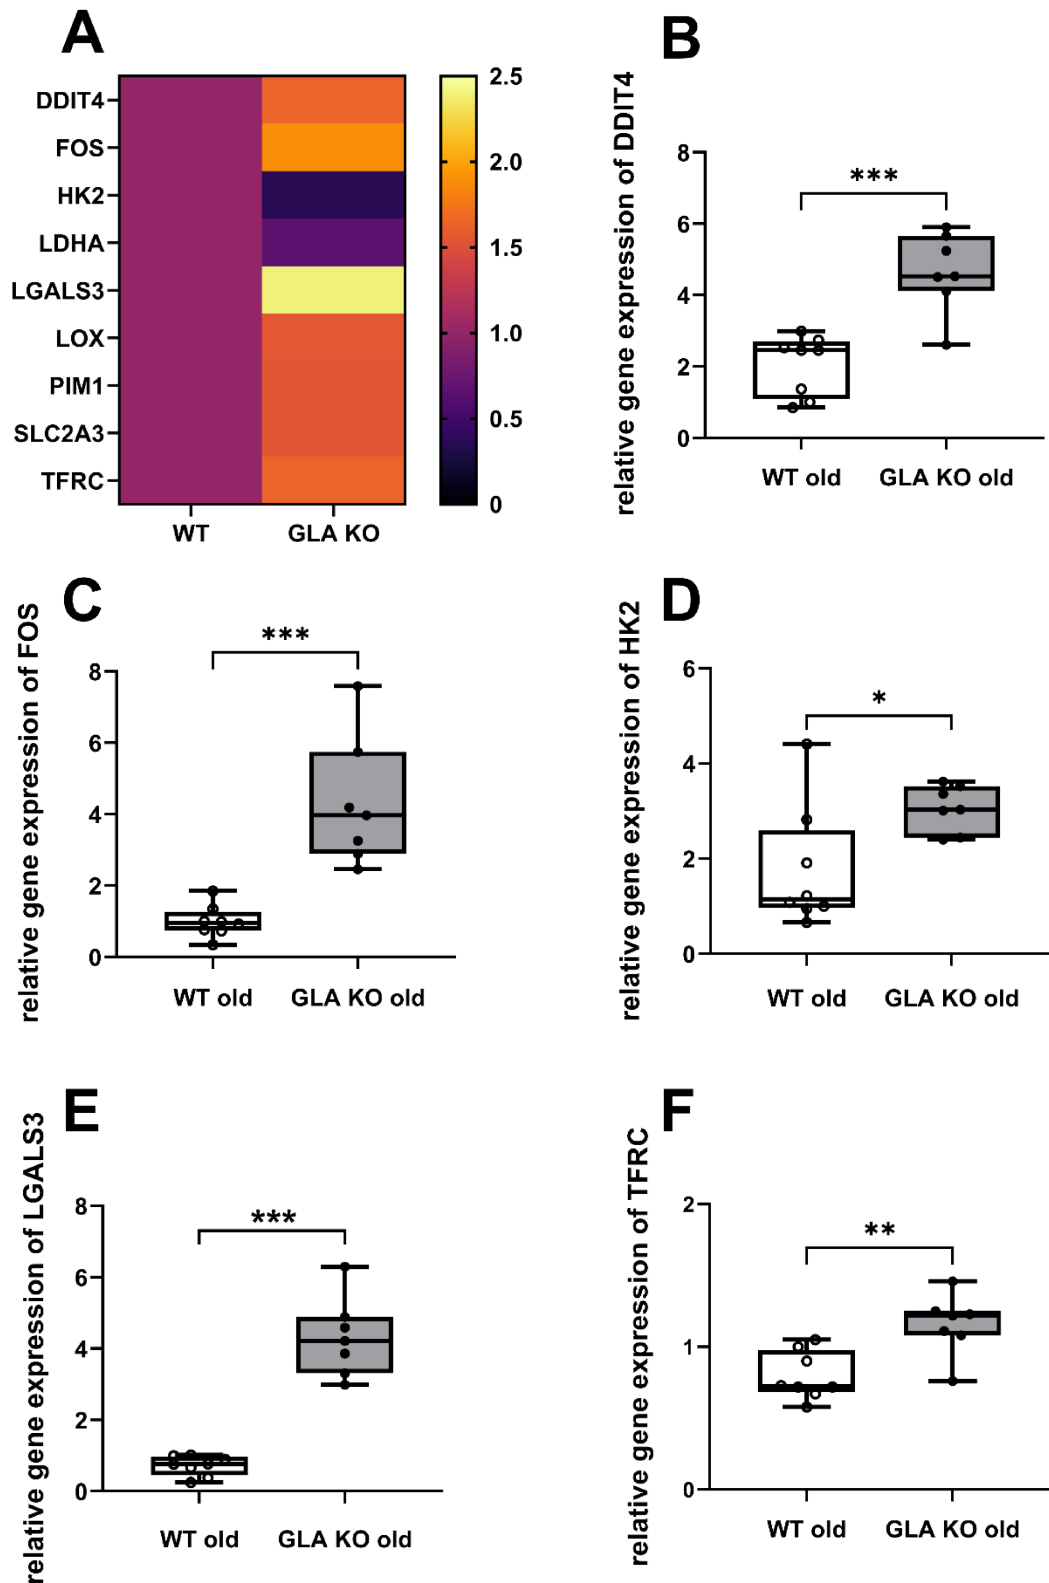 A
DDIT4
FOS
HK2
LDHA
LGALS3
LOX
PIM1
SLC2A3
TFRC
WT
GLA KO
2.5
2.0
1.5
1.0
0.5
0
B
relative gene expression of DDIT4
8
6
4
2
0
***
WT old
GLA KO old
C
relative gene expression of FOS
8
6
4
2
0
***
WT old
GLA KO old
D
relative gene expression of HK2
6
4
2
0
*
WT old
GLA KO old
E
relative gene expression of LGALS3
8
6
4
2
0
***
WT old
GLA KO old
F
relative gene expression of TFRC
2
1
0
**
WT old
GLA KO old